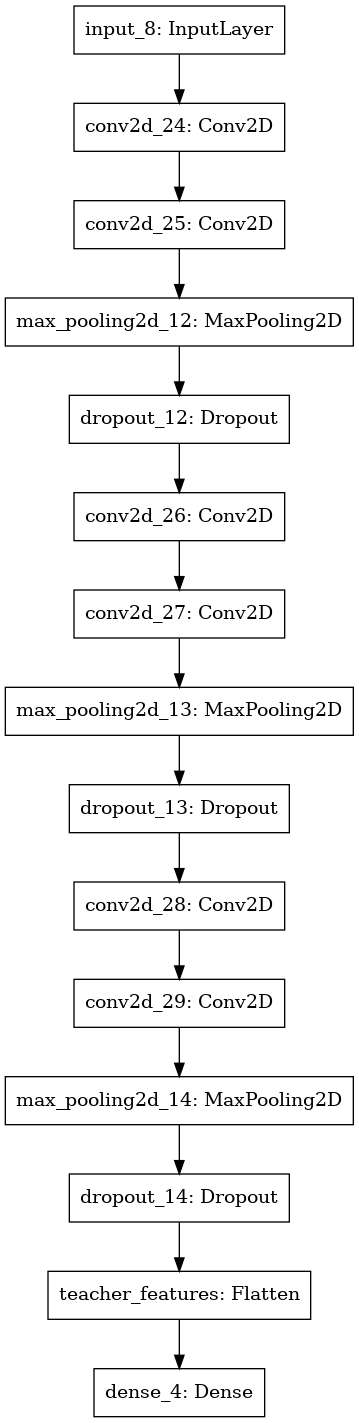 input_8: InputLayer
conv2d_24: Conv2D
conv2d_25: Conv2D
max_pooling2d_12: MaxPooling2D
dropout_12: Dropout
conv2d_26: Conv2D
conv2d_27: Conv2D
max_pooling2d_13: MaxPooling2D
dropout_13: Dropout
conv2d_28: Conv2D
conv2d_29: Conv2D
max_pooling2d_14: MaxPooling2D
dropout_14: Dropout
teacher_features: Flatten
dense_4: Dense